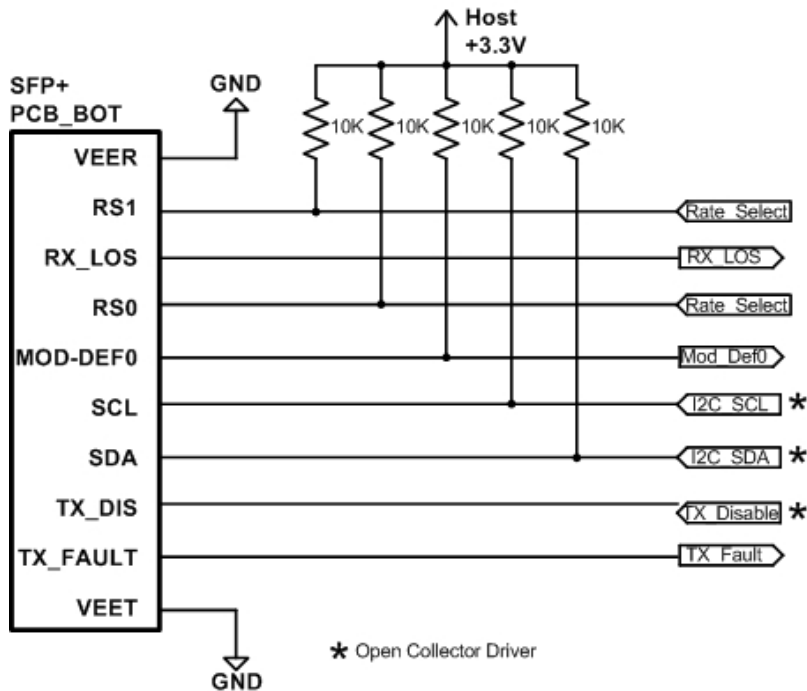 Host
+3.3V
GND
SFP+
PCB_BOT
10K 10K 10K 10K 10K
VEER
RS1
Rate_Select
RX_LOS
RX_LOS
RS0
Rate_Select
MOD-DEF0
Mod_Def0
SCL
I2C_SCL *
SDA
I2C_SDA *
TX_DIS
TX_Disable *
TX_FAULT
TX_Fault
VEET
* Open Collector Driver
GND